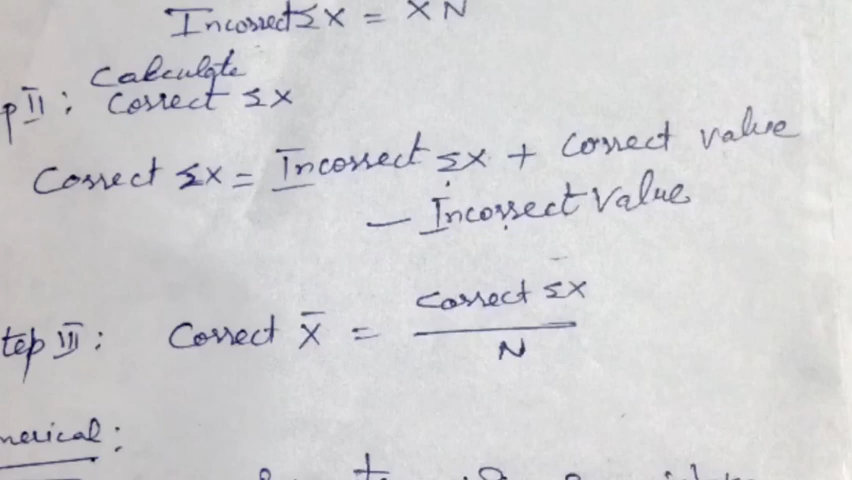 Incorrect ΣX = X N
Calculate
p II : Correct ΣX
Correct ΣX = Incorrect ΣX + Correct value
— Incorrect Value
tep III : Correct X̄ = Correct ΣX
N
merical :